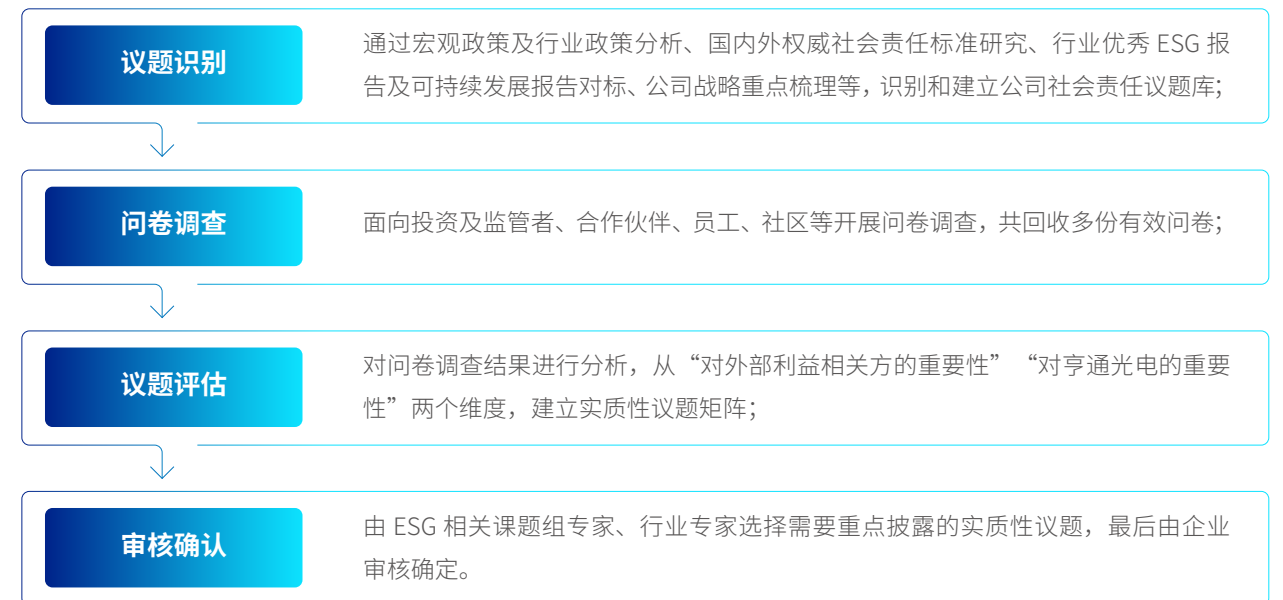 议题识别
通过宏观政策及行业政策分析、国内外权威社会责任标准研究、行业优秀 ESG 报
告及可持续发展报告对标、公司战略重点梳理等，识别和建立公司社会责任议题库；
问卷调查
面向投资及监管者、合作伙伴、员工、社区等开展问卷调查，共回收多份有效问卷；
议题评估
对问卷调查结果进行分析，从“对外部利益相关方的重要性”“对亨通光电的重要
性”两个维度，建立实质性议题矩阵；
审核确认
由 ESG 相关课题组专家、行业专家选择需要重点披露的实质性议题，最后由企业
审核确定。